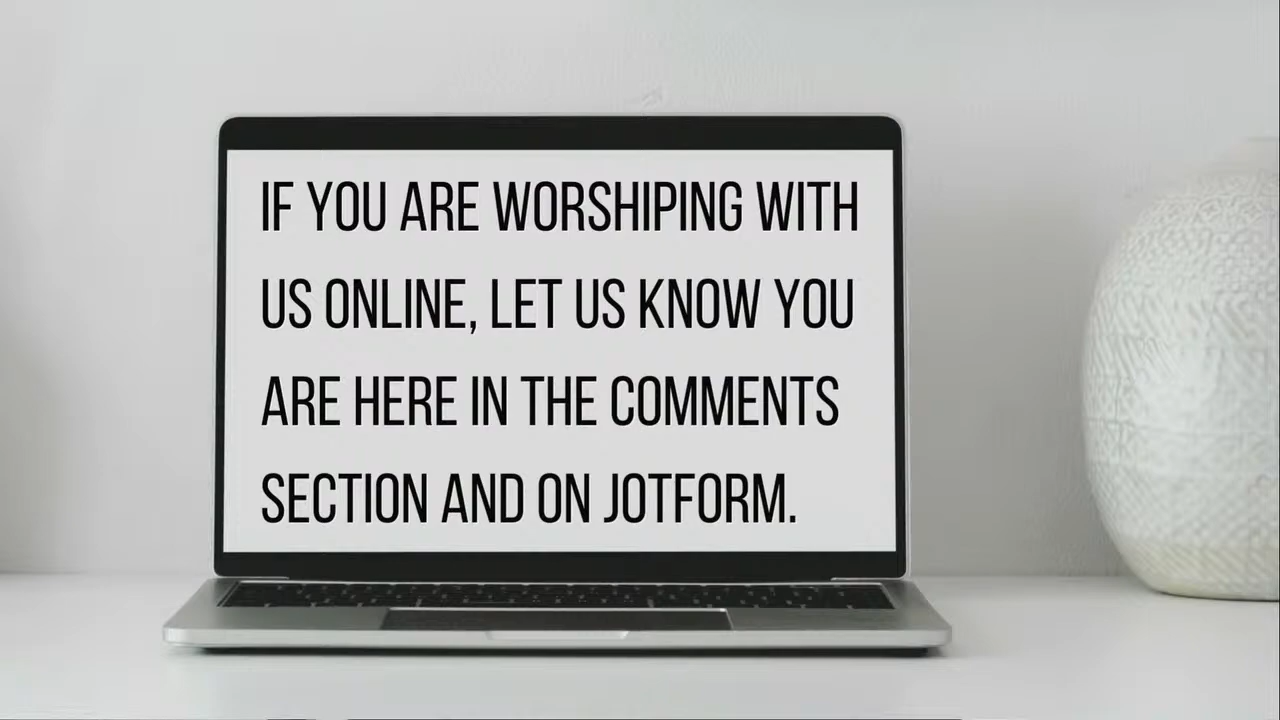 IF YOU ARE WORSHIPING WITH
US ONLINE, LET US KNOW YOU
ARE HERE IN THE COMMENTS
SECTION AND ON JOTFORM.